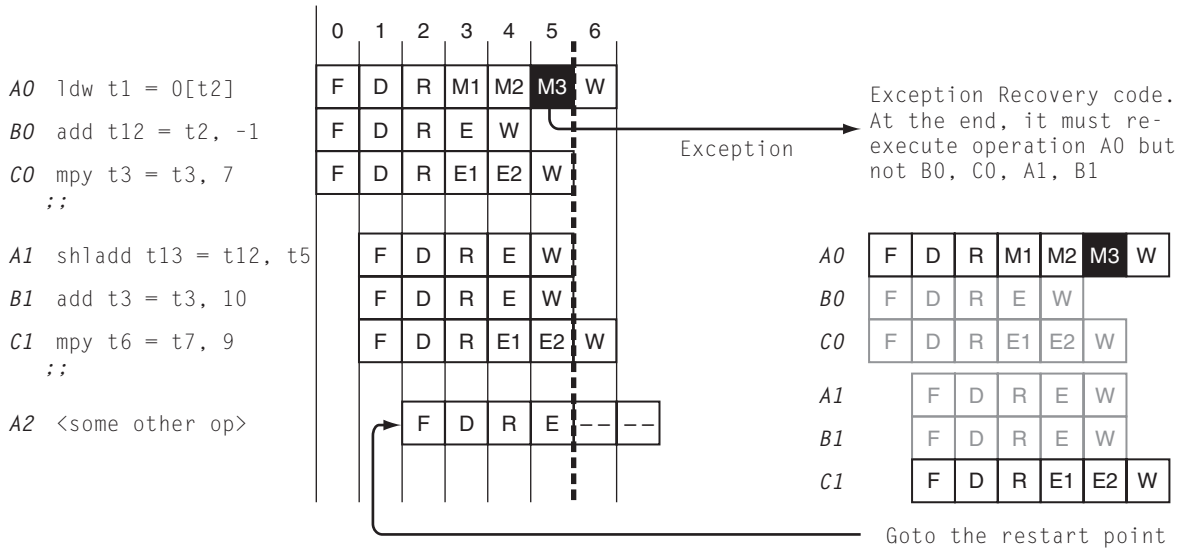 0 1 2 3 4 5 6
A0 ldw t1 = 0[t2] F D R M1 M2 M3 W
B0 add t12 = t2, -1 F D R E W
C0 mpy t3 = t3, 7 F D R E1 E2 W
;;
Exception
Exception Recovery code.
At the end, it must re-
execute operation A0 but
not B0, C0, A1, B1
A1 shladd t13 = t12, t5 F D R E W
B1 add t3 = t3, 10 F D R E W
C1 mpy t6 = t7, 9 F D R E1 E2 W
;;
A2 <some other op> F D R E -- --
A0 F D R M1 M2 M3 W
B0 F D R E W
C0 F D R E1 E2 W
A1 F D R E W
B1 F D R E W
C1 F D R E1 E2 W
Goto the restart point